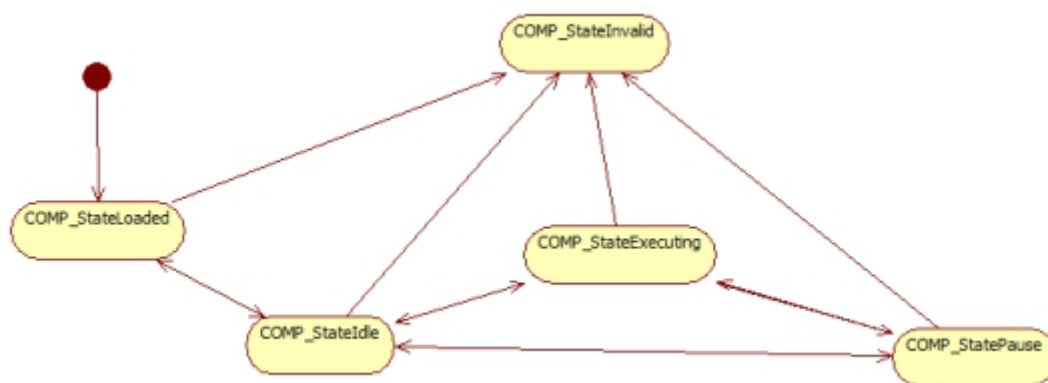 COMP_StateInvalid
COMP_StateLoaded
COMP_StateExecuting
COMP_StateIdle
COMP_StatePause